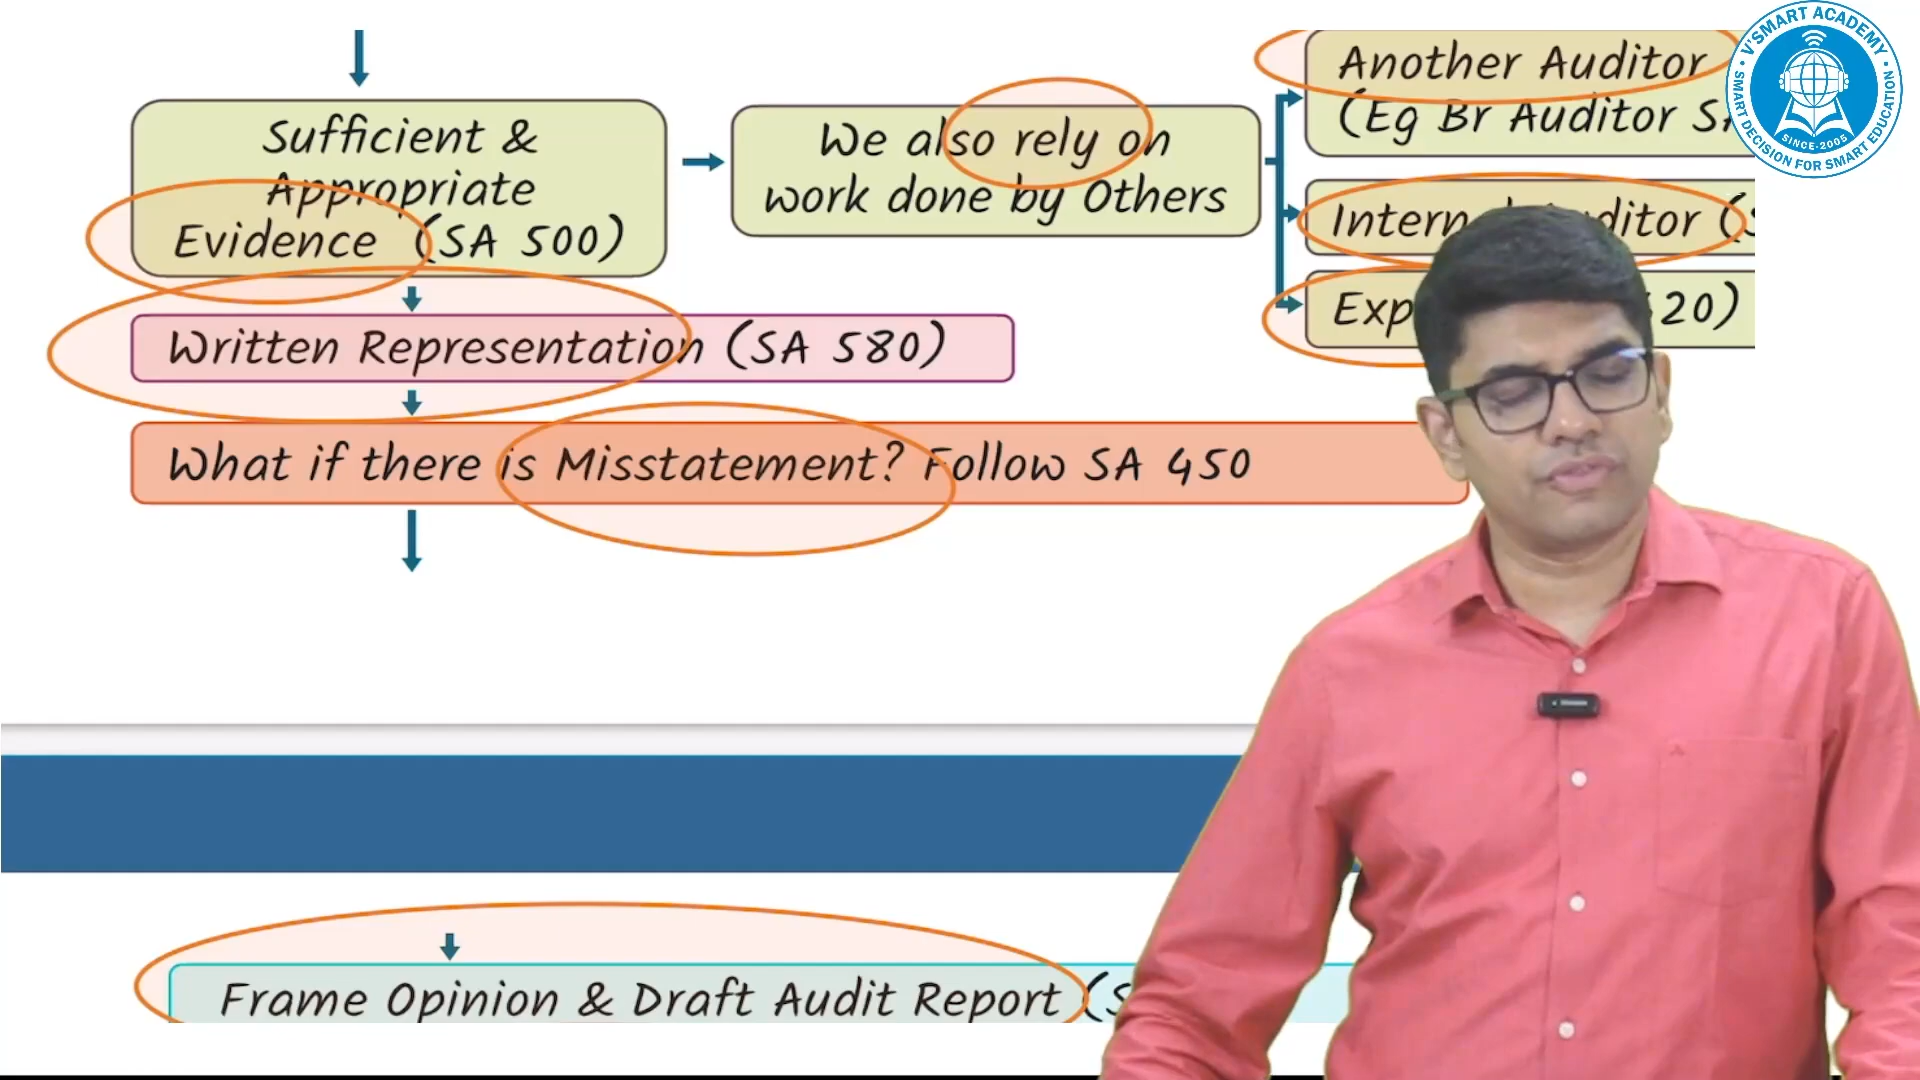 Sufficient &
Appropriate
Evidence (SA 500)
We also rely on
work done by Others
Another Auditor
(Eg Br Auditor
Auditor
20)
Written Representation (SA 580)
What if there is Misstatement? Follow SA 450
Frame Opinion & Draft Audit Report
V'SMART ACADEMY
SINCE-2005
SMART DECISION FOR SMART EDUCATION